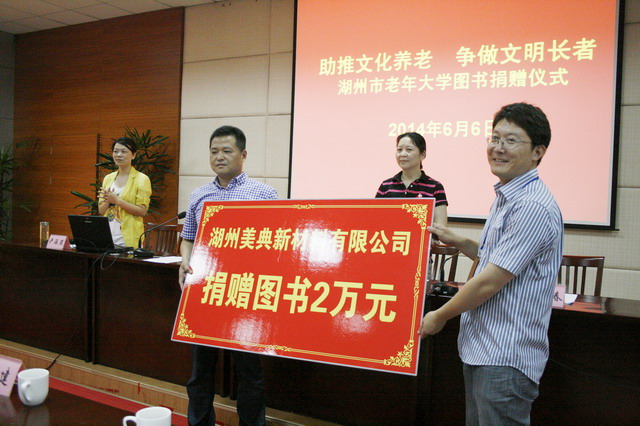 助推文化养老 争做文明长者
湖州市老年大学图书捐赠仪式
2014年6月6日
湖州美典新材料有限公司
捐赠图书2万元